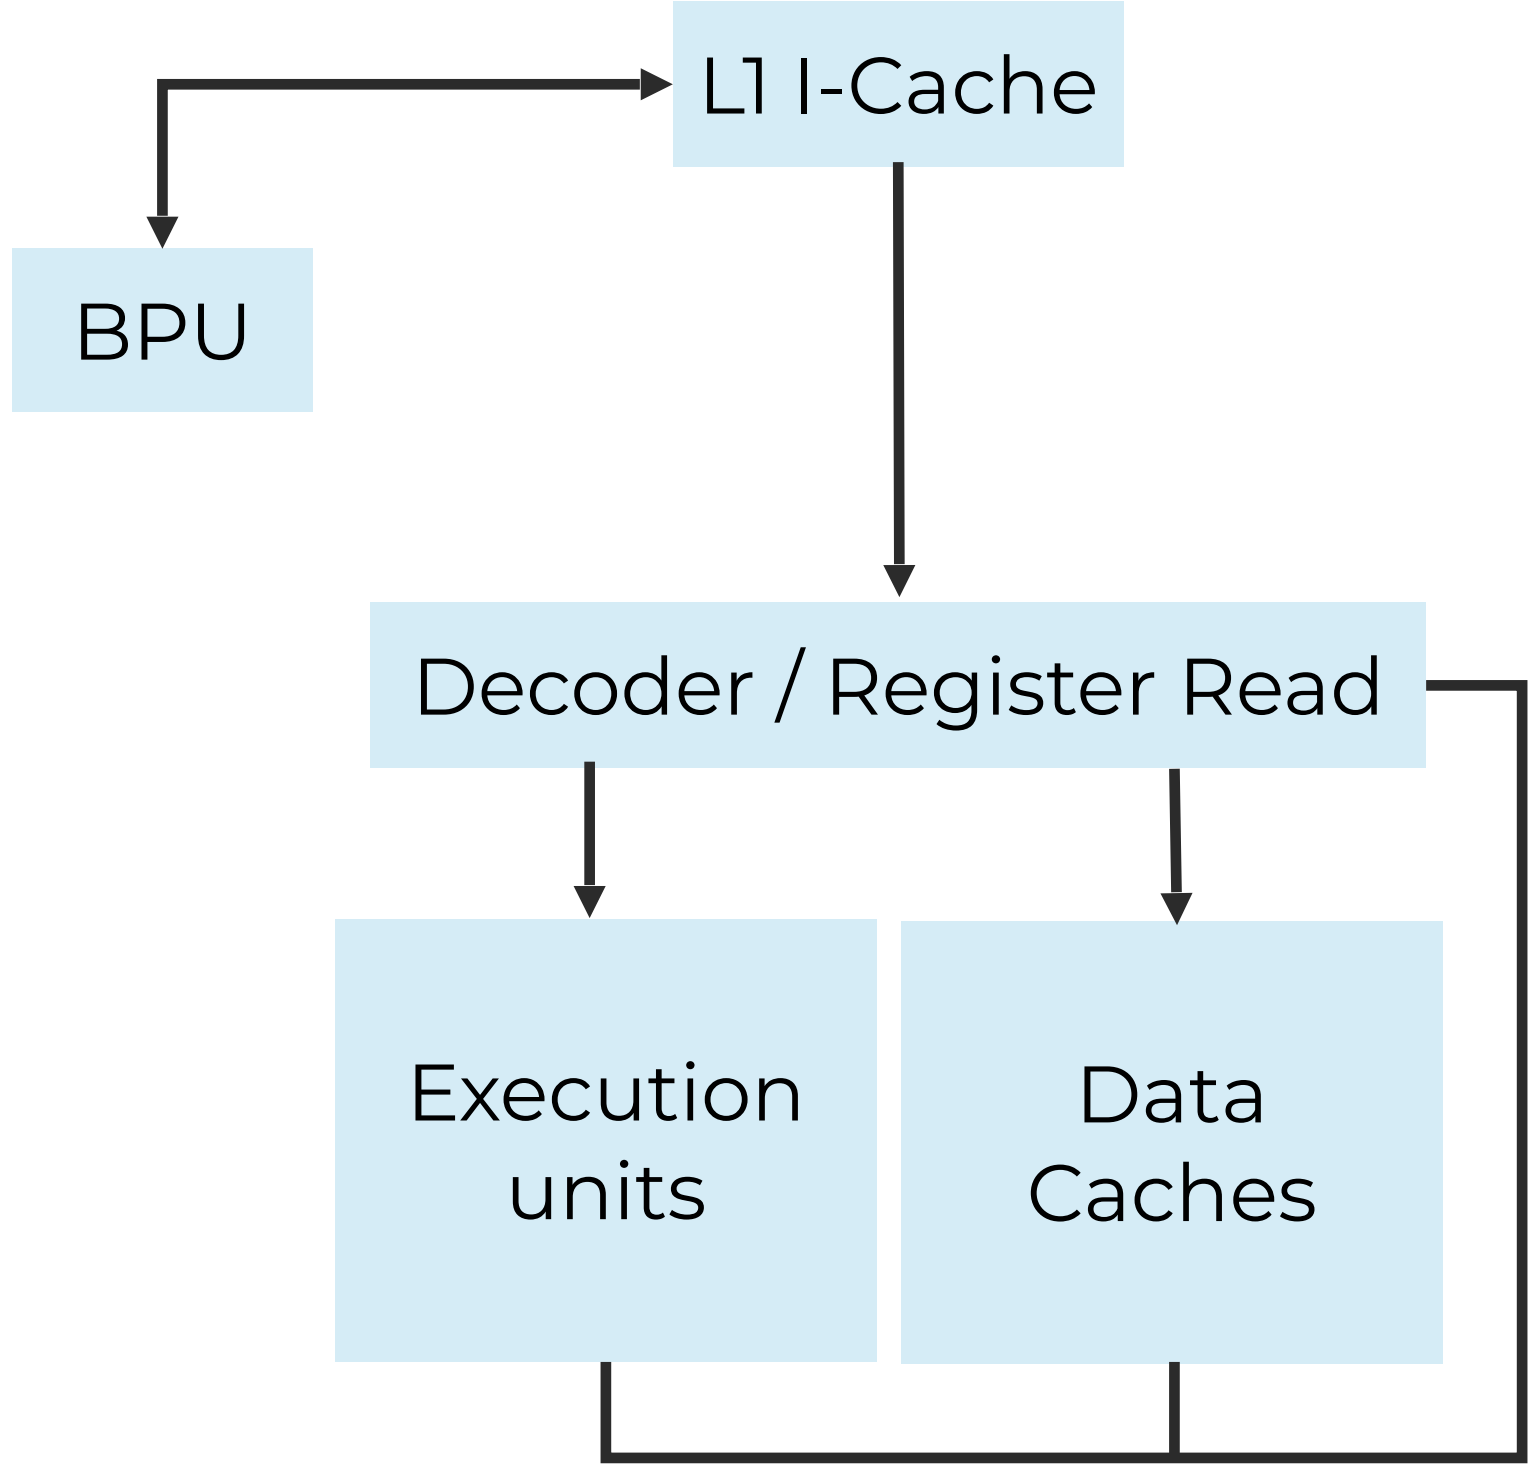 L1 I-Cache
BPU
Decoder / Register Read
Execution
units
Data
Caches